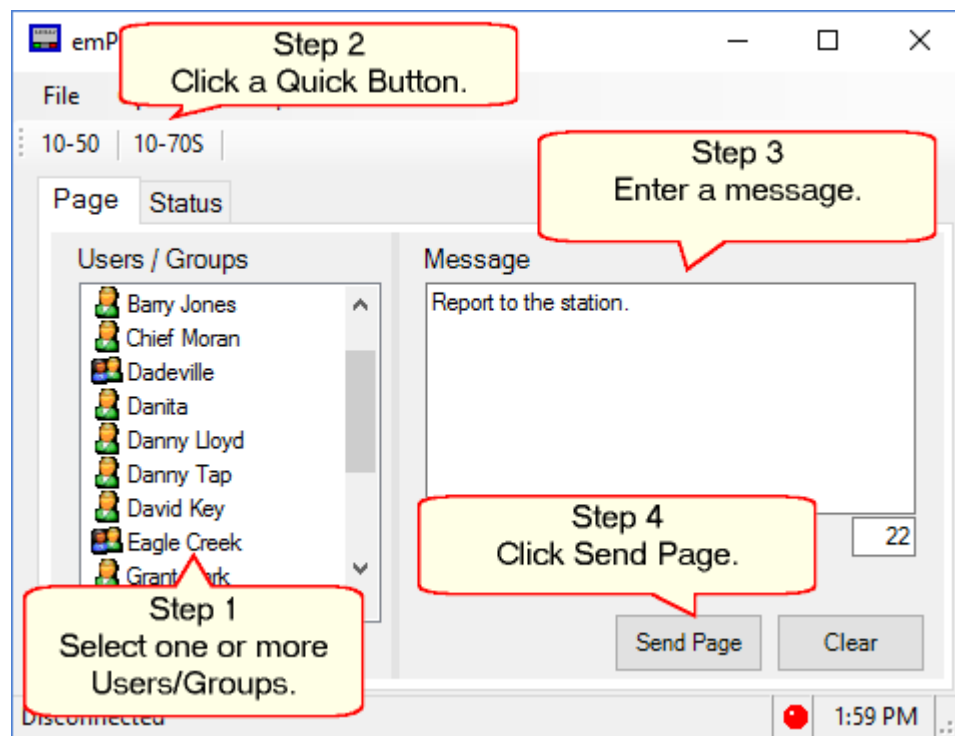 emP
Step 2
Click a Quick Button.
File
10-50
10-70S
Step 3
Enter a message.
Page
Status
Users / Groups
Message
Barry Jones
Chief Moran
Dadeville
Danita
Danny Lloyd
Danny Tap
David Key
Eagle Creek
Grant
Report to the station.
Step 4
Click Send Page.
22
Step 1
Select one or more
Users/Groups.
Send Page
Clear
Disconnected
1:59 PM